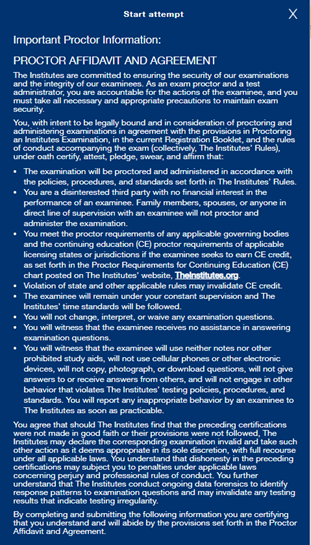 Start attempt
X
Important Proctor Information:
PROCTOR AFFIDAVIT AND AGREEMENT
The Institutes are committed to ensuring the security of our examinations
and the integrity of our examinees. As an exam proctor and a test
administrator, you are accountable for the actions of the examinee, and you
must take all necessary and appropriate precautions to maintain exam
security.
You, with intent to be legally bound and in consideration of proctoring and
administering examinations in agreement with the provisions in Proctoring
an Institutes Examination, in the current Registration Booklet, and the rules
of conduct accompanying the exam (collectively, The Institutes' Rules),
under oath certify, attest, pledge, swear, and affirm that:
• The examination will be proctored and administered in accordance with
the policies, procedures, and standards set forth in The Institutes' Rules.
• You are a disinterested third party with no financial interest in the
performance of an examinee. Family members, spouses, or anyone in
direct line of supervision with an examinee will not proctor and
administer the examination.
• You meet the proctor requirements of any applicable governing bodies
and the continuing education (CE) proctor requirements of applicable
licensing states or jurisdictions if the examinee seeks to earn CE credit,
as set forth in the Proctor Requirements for Continuing Education (CE)
chart posted on The Institutes' website, TheInstitutes.org.
• Violation of state and other applicable rules may invalidate CE credit.
• The examinee will remain under your constant supervision and The
Institutes' time standards will be followed.
• You will not change, interpret, or waive any examination questions.
• You will witness that the examinee receives no assistance in answering
examination questions.
• You will witness that the examinee will use neither notes nor other
prohibited study aids, will not use cellular phones or other electronic
devices, will not copy, photograph, or download questions, will not give
answers to or receive answers from others, and will not engage in other
behavior that violates The Institutes' testing policies, procedures, and
standards. You will report any inappropriate behavior by an examinee to
The Institutes as soon as practicable.
You agree that should The Institutes find that the preceding certifications
were not made in good faith or their provisions were not followed, The
Institutes may declare the corresponding examination invalid and take such
other action as it deems appropriate in its sole discretion, with full recourse
under all applicable laws. You understand that dishonesty in the preceding
certifications may subject you to penalties under applicable laws
concerning perjury and professional rules of conduct. You further
understand that The Institutes conduct ongoing data forensics to identify
response patterns to examination questions and may invalidate any testing
results that indicate testing irregularity.
By completing and submitting the following information you are certifying
that you understand and will abide by the provisions set forth in the Proctor
Affidavit and Agreement.